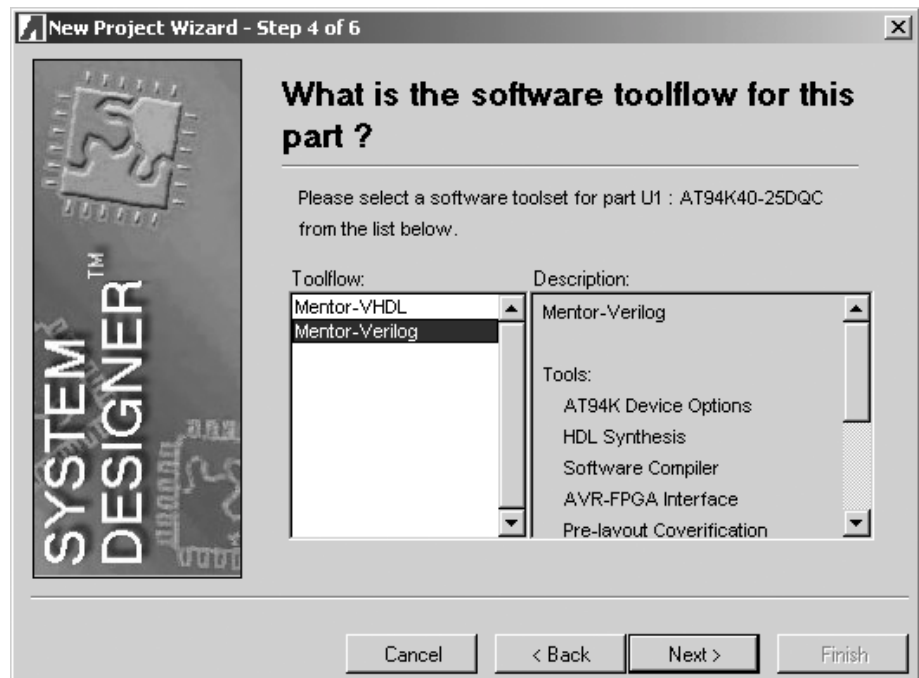 New Project Wizard - Step 4 of 6
What is the software toolflow for this
part ?
Please select a software toolset for part U1 : AT94K40-25DQC
from the list below.
Toolflow:
Mentor-VHDL
Mentor-Verilog
Description:
Mentor-Verilog
Tools:
AT94K Device Options
HDL Synthesis
Software Compiler
AVR-FPGA Interface
Pre-layout Coverification
SYSTEM
DESIGNER™
Cancel
< Back
Next >
Finish